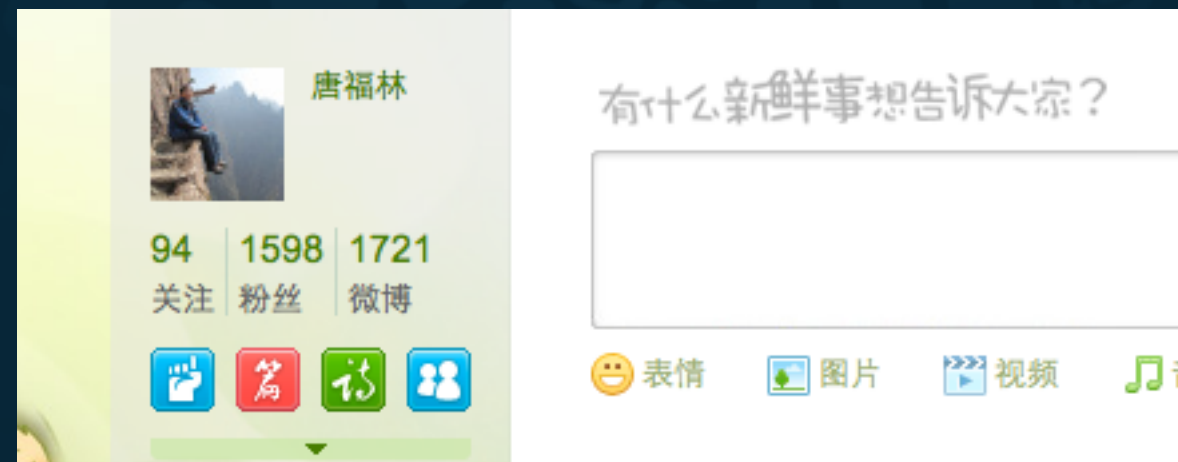 唐福林
有什么新鲜事想告诉大家？
94 1598 1721
关注 粉丝 微博
篇
表情 图片 视频